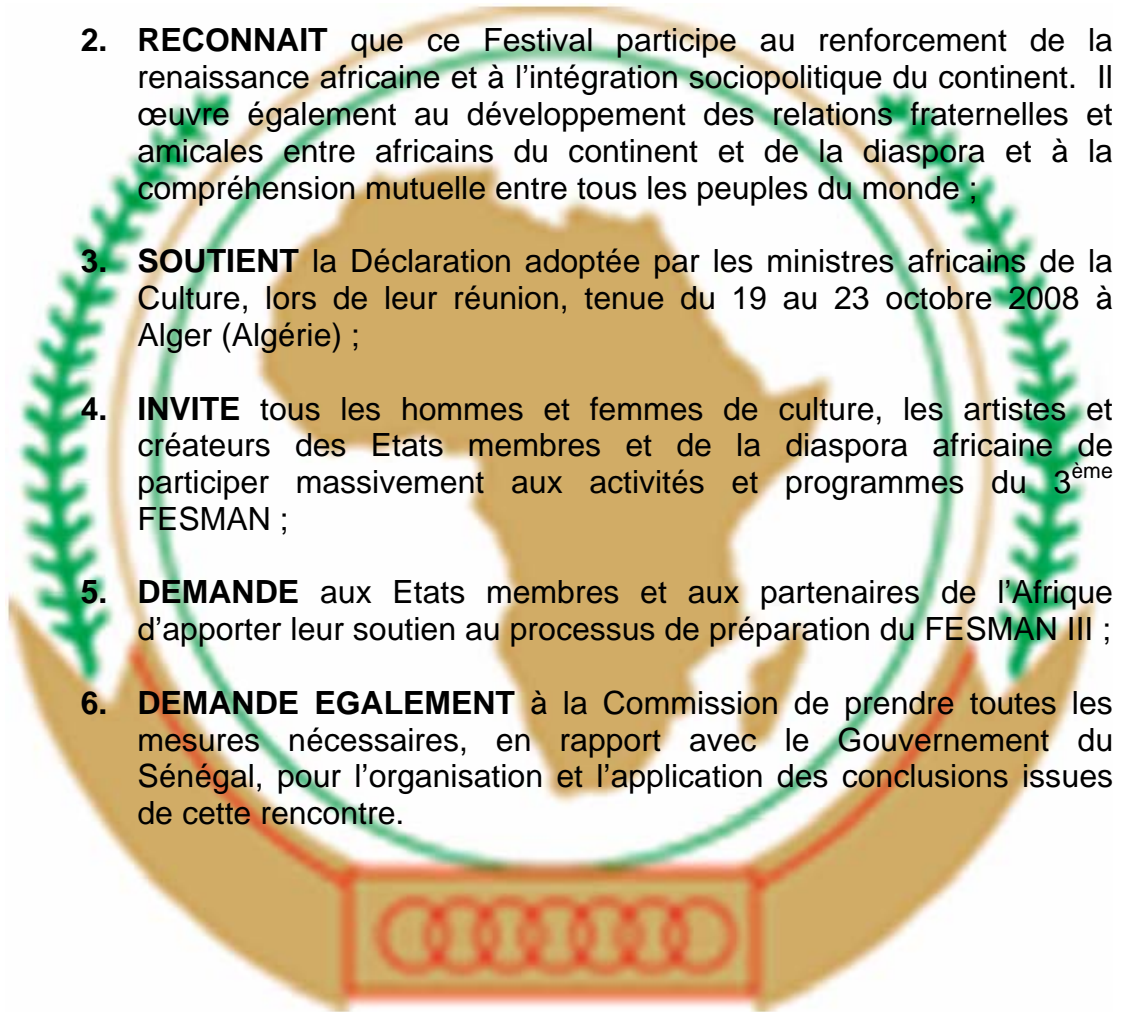 2. RECONNAIT que ce Festival participe au renforcement de la
renaissance africaine et à l’intégration sociopolitique du continent. Il
œuvre également au développement des relations fraternelles et
amicales entre africains du continent et de la diaspora et à la
compréhension mutuelle entre tous les peuples du monde ;
3. SOUTIENT la Déclaration adoptée par les ministres africains de la
Culture, lors de leur réunion, tenue du 19 au 23 octobre 2008 à
Alger (Algérie) ;
4. INVITE tous les hommes et femmes de culture, les artistes et
créateurs des Etats membres et de la diaspora africaine de
participer massivement aux activités et programmes du 3ème
FESMAN ;
5. DEMANDE aux Etats membres et aux partenaires de l’Afrique
d’apporter leur soutien au processus de préparation du FESMAN III ;
6. DEMANDE EGALEMENT à la Commission de prendre toutes les
mesures nécessaires, en rapport avec le Gouvernement du
Sénégal, pour l’organisation et l’application des conclusions issues
de cette rencontre.